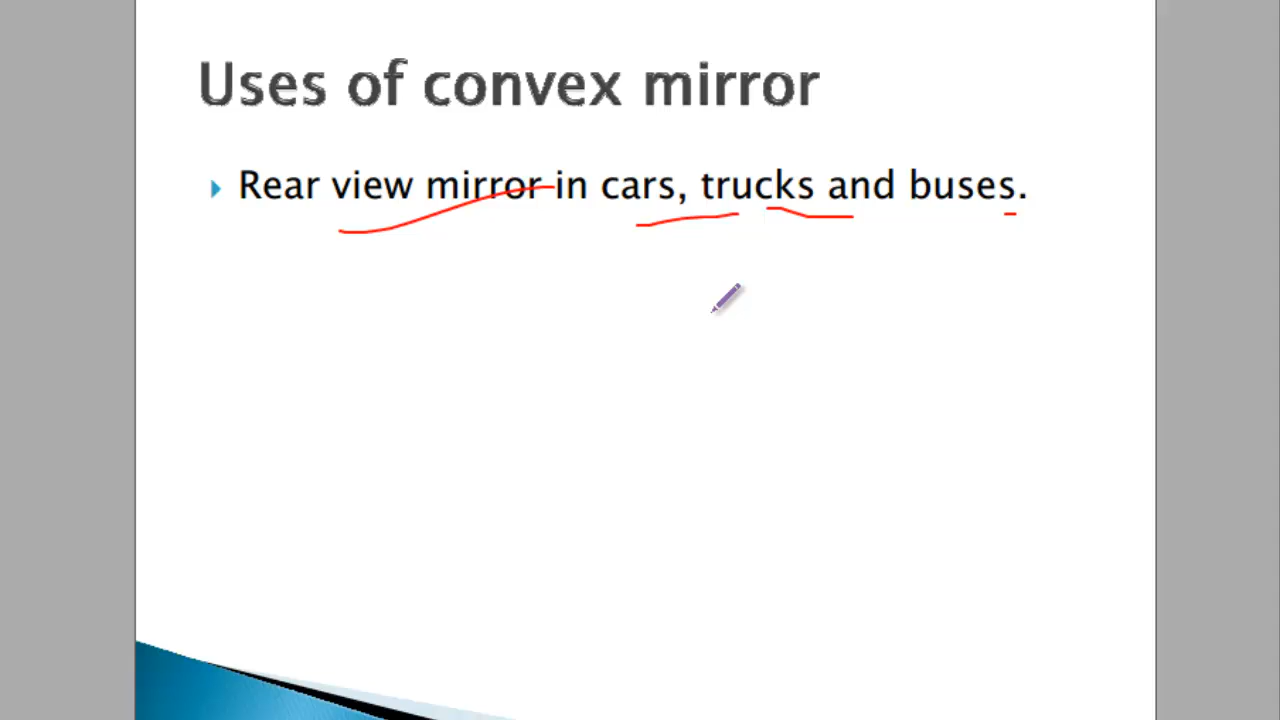 Uses of convex mirror
Rear view mirror in cars, trucks and buses.